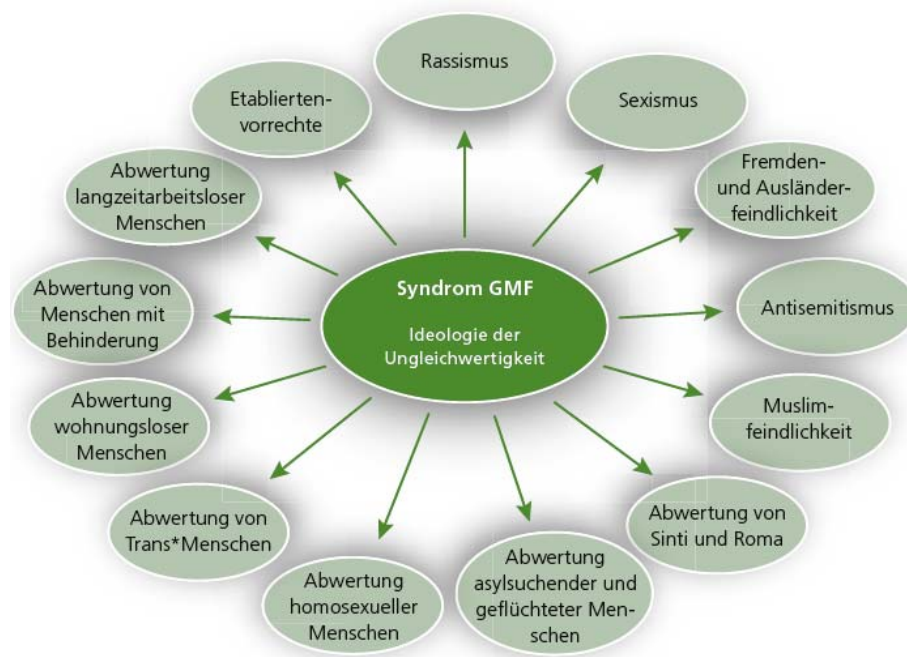 Rassismus
Sexismus
Fremden-
und Ausländer-
feindlichkeit
Antisemitismus
Muslim-
feindlichkeit
Abwertung von
Sinti und Roma
Abwertung
asylsuchender und
geflüchteter Men-
schen
Abwertung
homosexueller
Menschen
Abwertung von
Trans*Menschen
Abwertung
wohnungsloser
Menschen
Abwertung von
Menschen mit
Behinderung
Abwertung
langzeitarbeitsloser
Menschen
Etablierten-
vorrechte
Syndrom GMF
Ideologie der
Ungleichwertigkeit